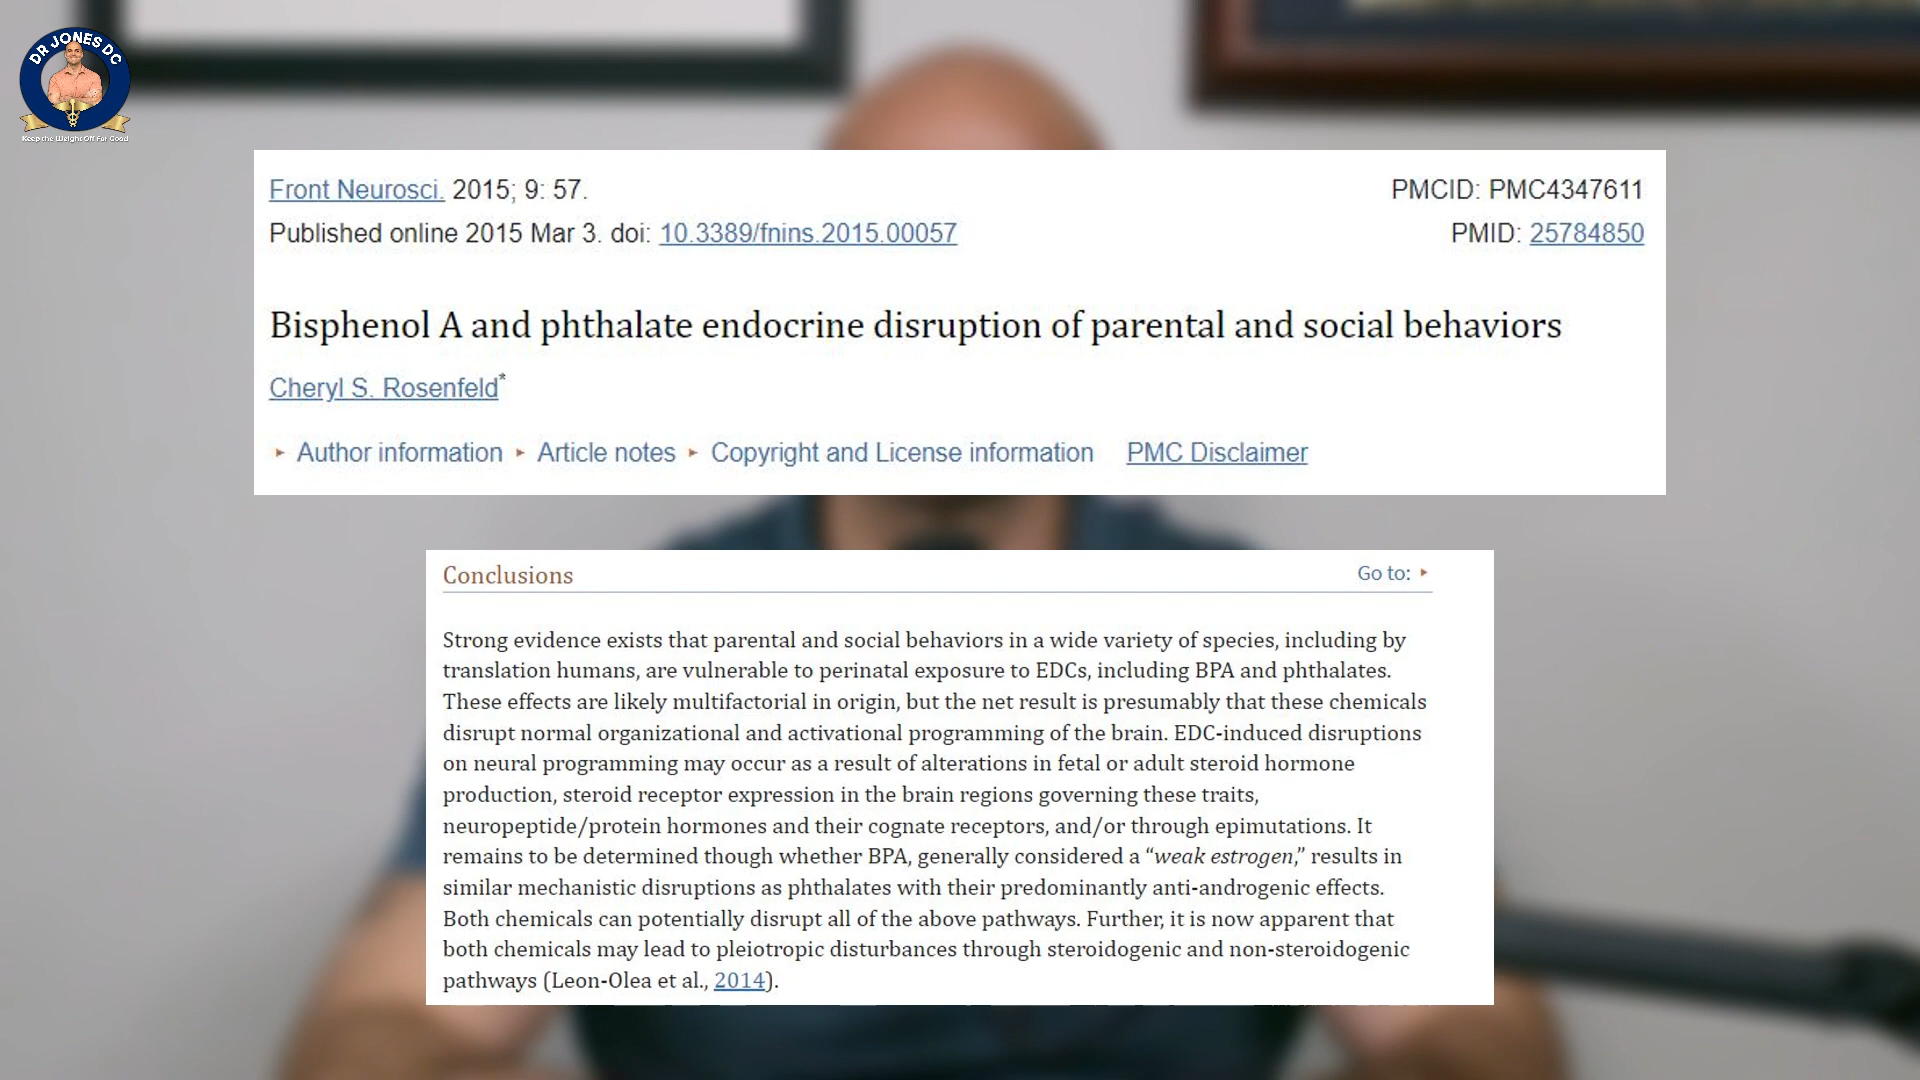 DR JONES DC
Keep the Weight Off For Good
Front Neurosci. 2015; 9: 57.
PMCID: PMC4347611
Published online 2015 Mar 3. doi: 10.3389/fnins.2015.00057
PMID: 25784850
Bisphenol A and phthalate endocrine disruption of parental and social behaviors
Cheryl S. Rosenfeld*
▸ Author information ▸ Article notes ▸ Copyright and License information PMC Disclaimer
Conclusions
Go to: ▸
Strong evidence exists that parental and social behaviors in a wide variety of species, including by
translation humans, are vulnerable to perinatal exposure to EDCs, including BPA and phthalates.
These effects are likely multifactorial in origin, but the net result is presumably that these chemicals
disrupt normal organizational and activational programming of the brain. EDC-induced disruptions
on neural programming may occur as a result of alterations in fetal or adult steroid hormone
production, steroid receptor expression in the brain regions governing these traits,
neuropeptide/protein hormones and their cognate receptors, and/or through epimutations. It
remains to be determined though whether BPA, generally considered a “weak estrogen,” results in
similar mechanistic disruptions as phthalates with their predominantly anti-androgenic effects.
Both chemicals can potentially disrupt all of the above pathways. Further, it is now apparent that
both chemicals may lead to pleiotropic disturbances through steroidogenic and non-steroidogenic
pathways (Leon-Olea et al., 2014).